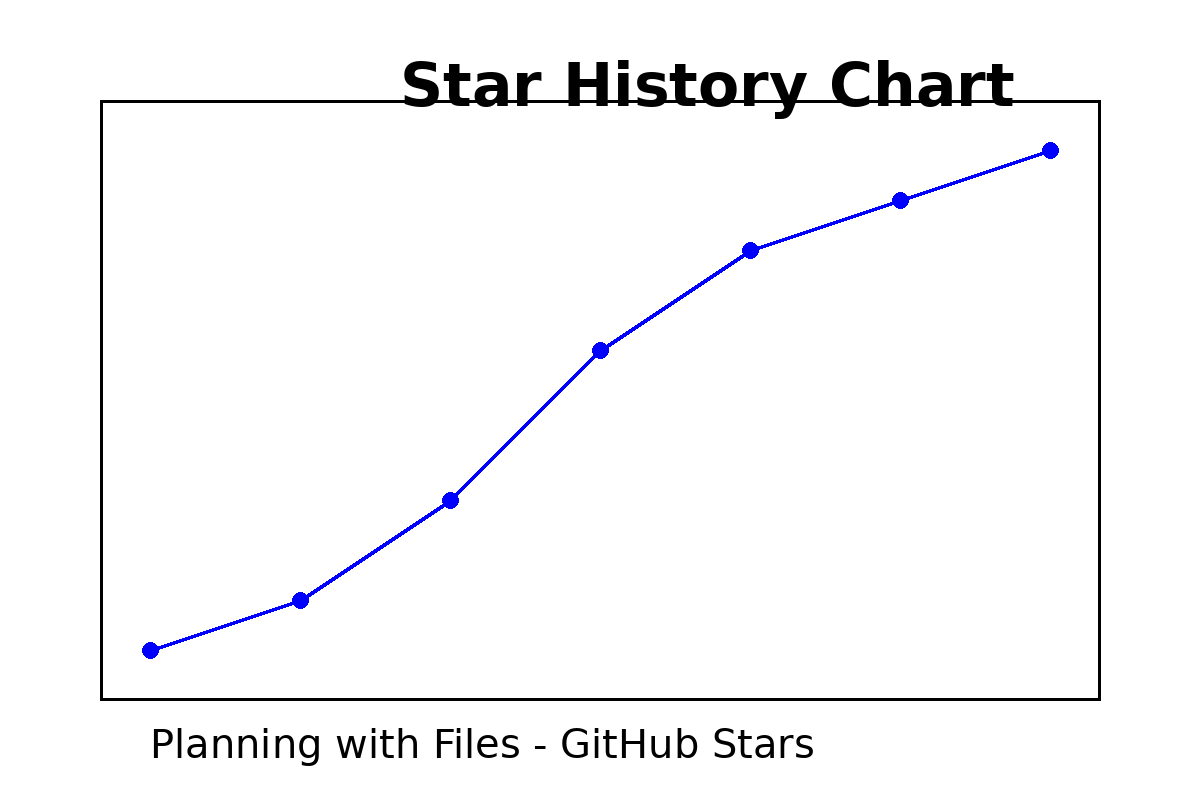 Star History Chart
Planning with Files - GitHub Stars